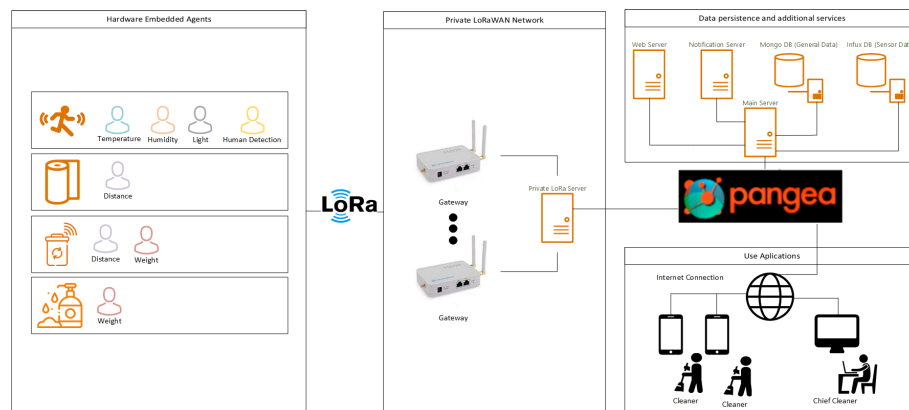 Hardware Embedded Agents
Temperature
Humidity
Light
Human Detection
Distance
Distance
Weight
Weight
LoRa
Private LoRaWAN Network
Gateway
Gateway
Private LoRa Server
Data persistence and additional services
Web Server
Notification Server
Mongo DB (General Data)
Infux DB (Sensor Dat
Main Server
pangea
Use Aplications
Internet Connection
Cleaner
Cleaner
Chief Cleaner